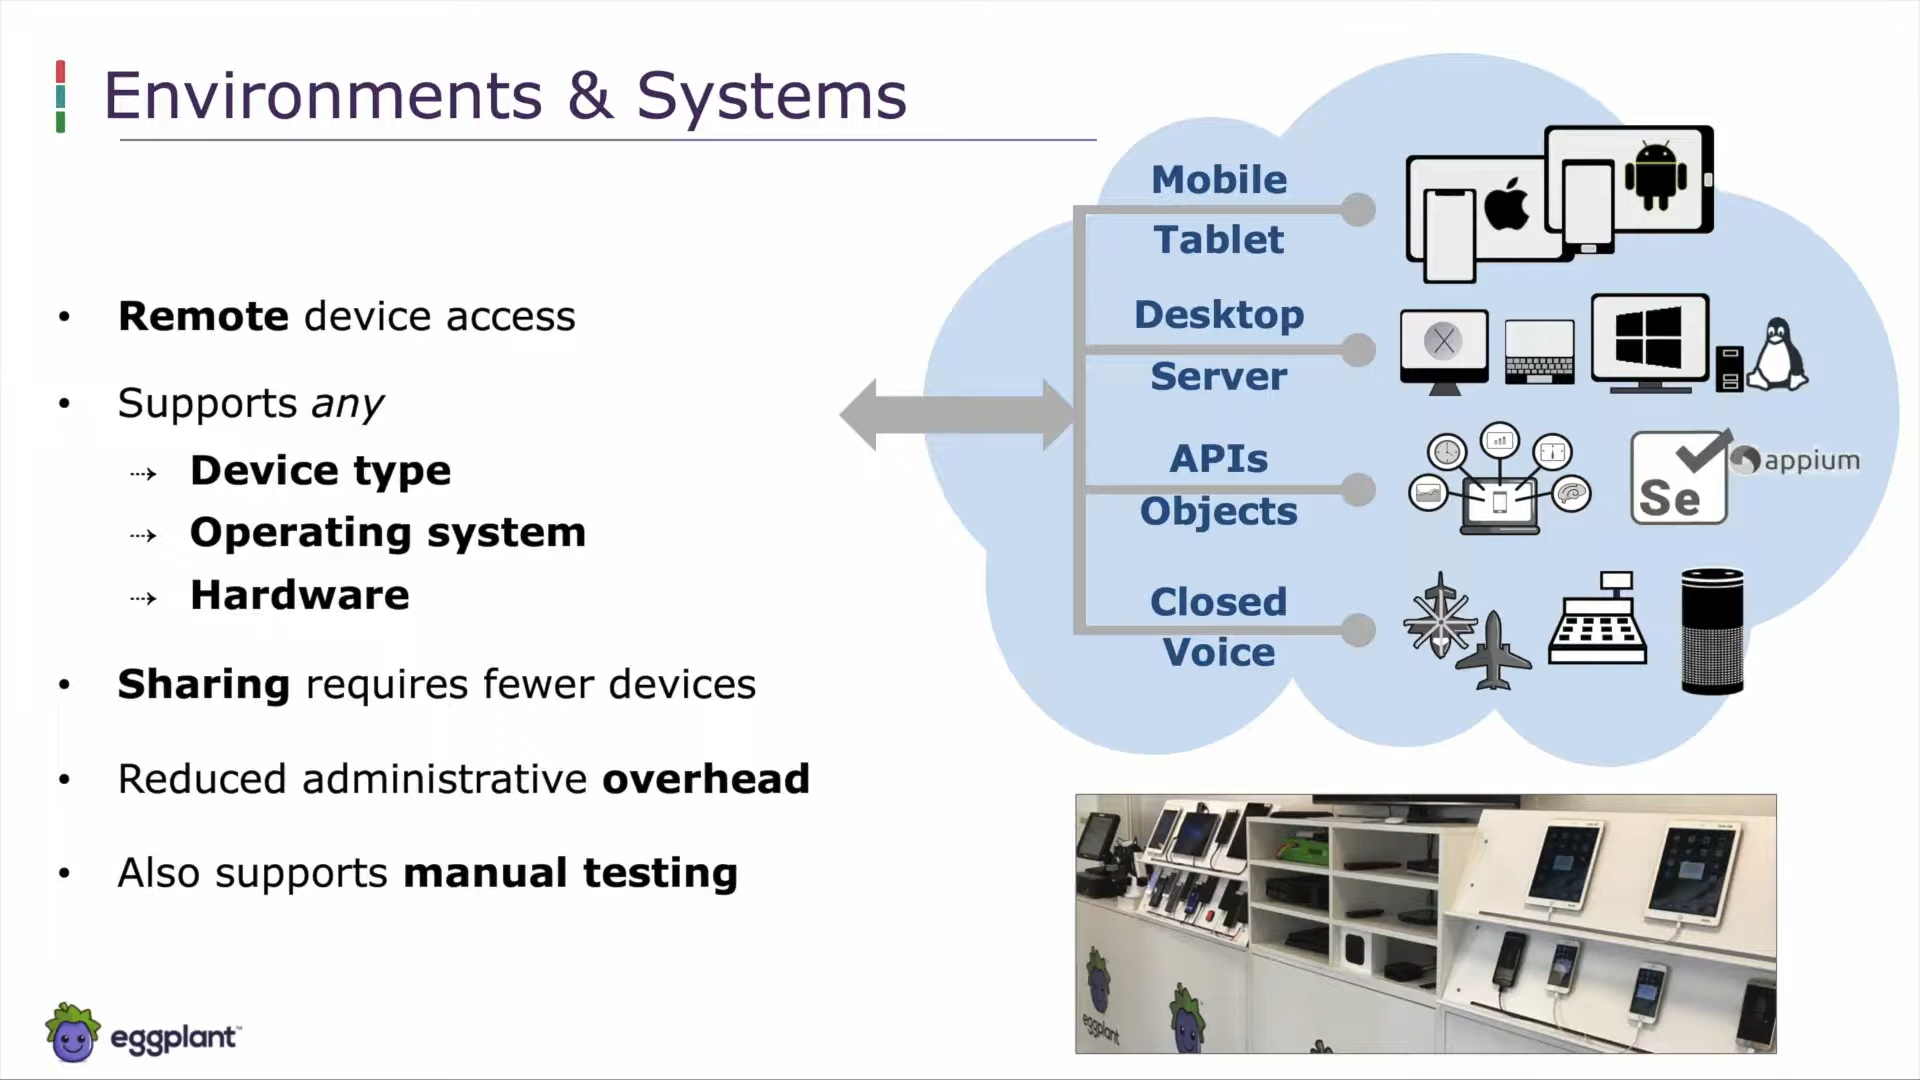 Environments & Systems
• Remote device access
• Supports any
⇢ Device type
⇢ Operating system
⇢ Hardware
• Sharing requires fewer devices
• Reduced administrative overhead
• Also supports manual testing
Mobile
Tablet
Desktop
Server
APIs
Objects
Closed
Voice
X
Se
appium
eggplant
eggplant™